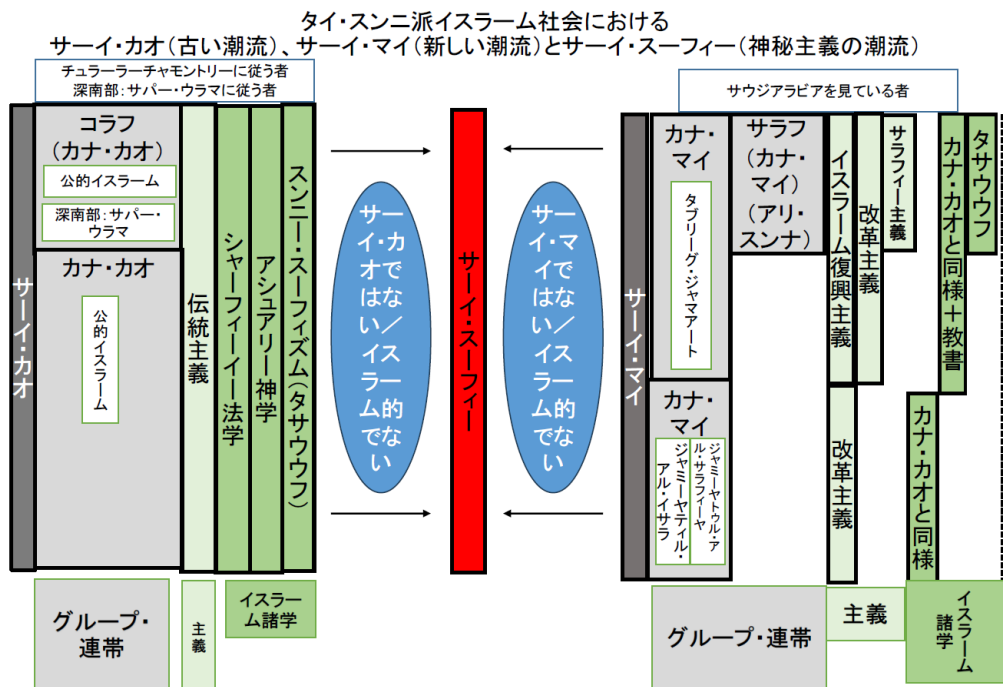 タイ・スンニ派イスラーム社会における
サーイ・カオ（古い潮流）、サーイ・マイ（新しい潮流）とサーイ・スーフィー（神秘主義の潮流）
チュラーラーチャモントリーに従う者
深南部：サパー・ウラマに従う者
サーイ・カオ
コラフ
（カナ・カオ）
公的イスラーム
深南部：サパー・
ウラマ
カナ・カオ
公的イスラーム
伝統主義
シャーフィーイー法学
アシュアリー神学
スンニー・スーフィズム（タサウウフ）
グループ・
連帯
主義
イスラー
ム諸学
サーイ・カオではない／イスラーム的でない
サーイ・スーフィー
サーイ・マイではない／イスラーム的でない
サウジアラビアを見ている者
サーイ・マイ
カナ・
マイ
タブリーグ・ジャマアート
サラフ
（カナ・
マイ）
（アリ・
スンナ）
イスラーム復興主義
改革主義
サラフィー主義
カナ・カオと同様＋教書
タサウウフ
カナ・
マイ
ジャミーヤトゥル・ア
ル・サラフィーヤ
ジャミーヤティル・
アル・イサラ
改革主義
カナ・カオと同様
グループ・連帯
主義
イスラーム
諸学